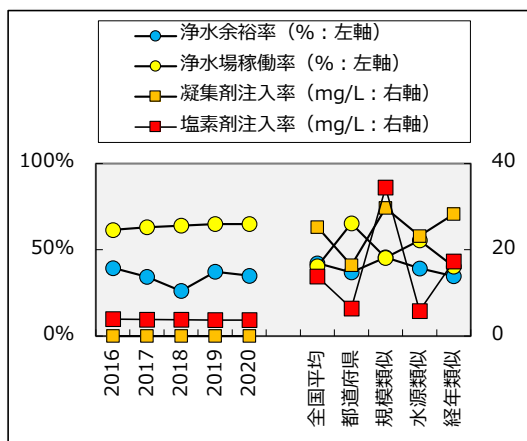 浄水余裕率（%：左軸）
浄水場稼働率（%：左軸）
凝集剤注入率（mg/L：右軸）
塩素剤注入率（mg/L：右軸）
100%
50%
0%
40
20
0
2016
2017
2018
2019
2020
全国平均
都道府県
規模類似
水源類似
経年類似